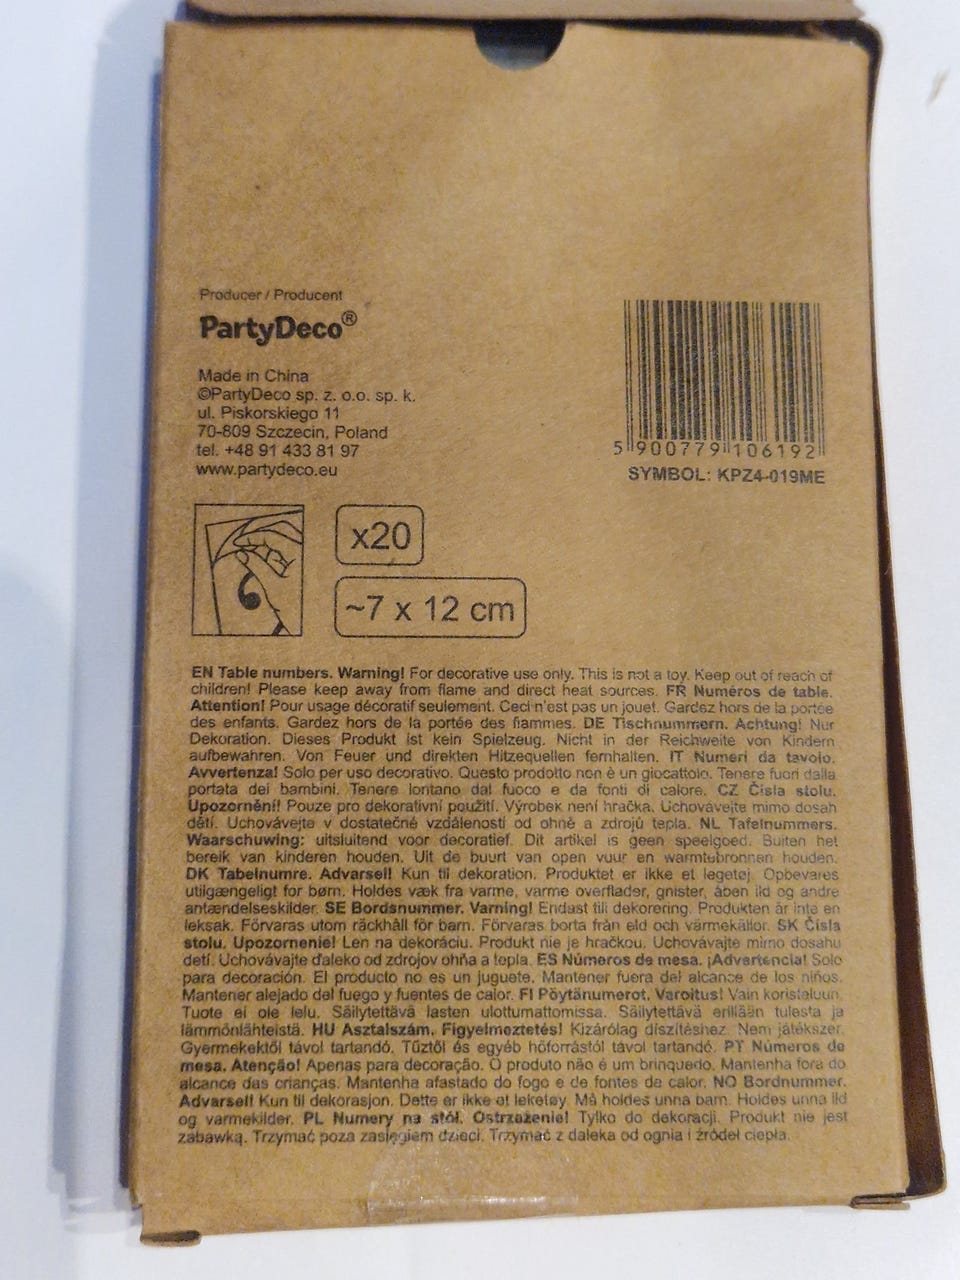 Producer / Producent
PartyDeco®
Made in China
©PartyDeco sp. z. o.o. sp. k.
ul. Piskorskiego 11
70-809 Szczecin, Poland
tel. +48 91 433 81 97
www.partydeco.eu
5 900779 106192
SYMBOL: KPZ4-019ME
x20
~7 x 12 cm
EN Table numbers. Warning! For decorative use only. This is not a toy. Keep out of reach of
children! Please keep away from flame and direct heat sources. FR Numéros de table.
Attention! Pour usage décoratif seulement. Ceci n'est pas un jouet. Gardez hors de la portée
des enfants. Gardez hors de la portée des flammes. DE Tischnummern. Achtung! Nur
Dekoration. Dieses Produkt ist kein Spielzeug. Nicht in der Reichweite von Kindern
aufbewahren. Von Feuer und direkten Hitzequellen fernhalten. IT Numeri da tavolo.
Avvertenza! Solo per uso decorativo. Questo prodotto non è un giocattolo. Tenere fuori dalla
portata dei bambini. Tenere lontano dal fuoco e da fonti di calore. CZ Čísla stolu.
Upozornění! Pouze pro dekorativní použití. Výrobek není hračka. Uchovávejte mimo dosah
dětí. Uchovávejte v dostatečné vzdálenosti od ohně a zdrojů tepla. NL Tafelnummers.
Waarschuwing: uitsluitend voor decoratief. Dit artikel is geen speelgoed. Buiten het
bereik van kinderen houden. Uit de buurt van open vuur en warmtebronnen houden.
DK Tabelnumre. Advarsel! Kun til dekoration. Produktet er ikke et legetøj. Opbevares
utilgængeligt for børn. Holdes væk fra varme, varme overflader, gnister, åben ild og andre
antændelseskilder. SE Bordsnummer. Varning! Endast till dekorering. Produkten är inte en
leksak. Förvaras utom räckhåll för barn. Förvaras borta från eld och värmekällor. SK Čísla
stolu. Upozornenie! Len na dekoráciu. Produkt nie je hračkou. Uchovávajte mimo dosahu
detí. Uchovávajte ďaleko od zdrojov ohňa a tepla. ES Números de mesa. ¡Advertencia! Solo
para decoración. El producto no es un juguete. Mantener fuera del alcance de los niños.
Mantener alejado del fuego y fuentes de calor. FI Pöytänumerot. Varoitus! Vain koristeluun.
Tuote ei ole lelu. Säilytettävä lasten ulottumattomissa. Säilytettävä erillään tulesta ja
lämmönlähteistä. HU Asztalszám. Figyelmeztetés! Kizárólag díszítéshez. Nem játékszer.
Gyermekektől távol tartandó. Tűztől és egyéb hőforrástól távol tartandó. PT Números de
mesa. Atenção! Apenas para decoração. O produto não é um brinquedo. Mantenha fora do
alcance das crianças. Mantenha afastado do fogo e de fontes de calor. NO Bordnummer.
Advarsel! Kun til dekorasjon. Dette er ikke et leketøy. Må holdes unna barn. Holdes unna ild
og varmekilder. PL Numery na stół. Ostrzeżenie! Tylko do dekoracji. Produkt nie jest
zabawką. Trzymać poza zasięgiem dzieci. Trzymać z daleka od ognia i źródeł ciepła.